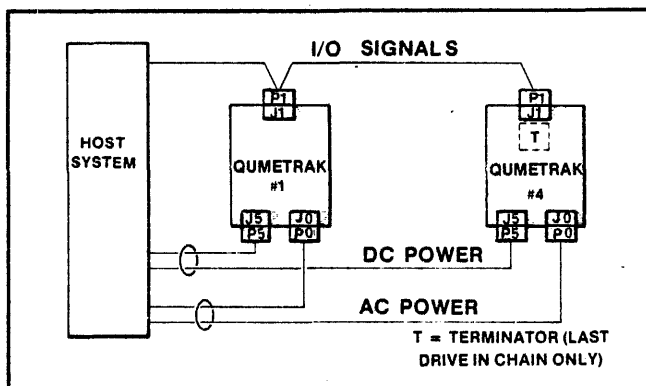 I/O SIGNALS
HOST
SYSTEM
P1
J1
QUMETRAK
#1
J5
P5
J0
P0
P1
J1
T
QUMETRAK
#4
J5
P5
J0
P0
DC POWER
AC POWER
T = TERMINATOR (LAST
DRIVE IN CHAIN ONLY)